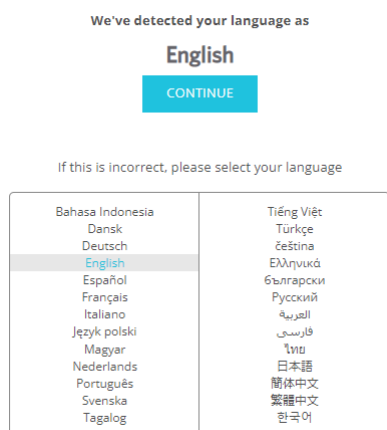 We've detected your language as
English
CONTINUE
If this is incorrect, please select your language
Bahasa Indonesia
Dansk
Deutsch
English
Español
Français
Italiano
Język polski
Magyar
Nederlands
Português
Svenska
Tagalog
Tiếng Việt
Türkçe
čeština
Ελληνικά
български
Русский
العربية
فارسی
ไทย
日本語
简体中文
繁體中文
한국어